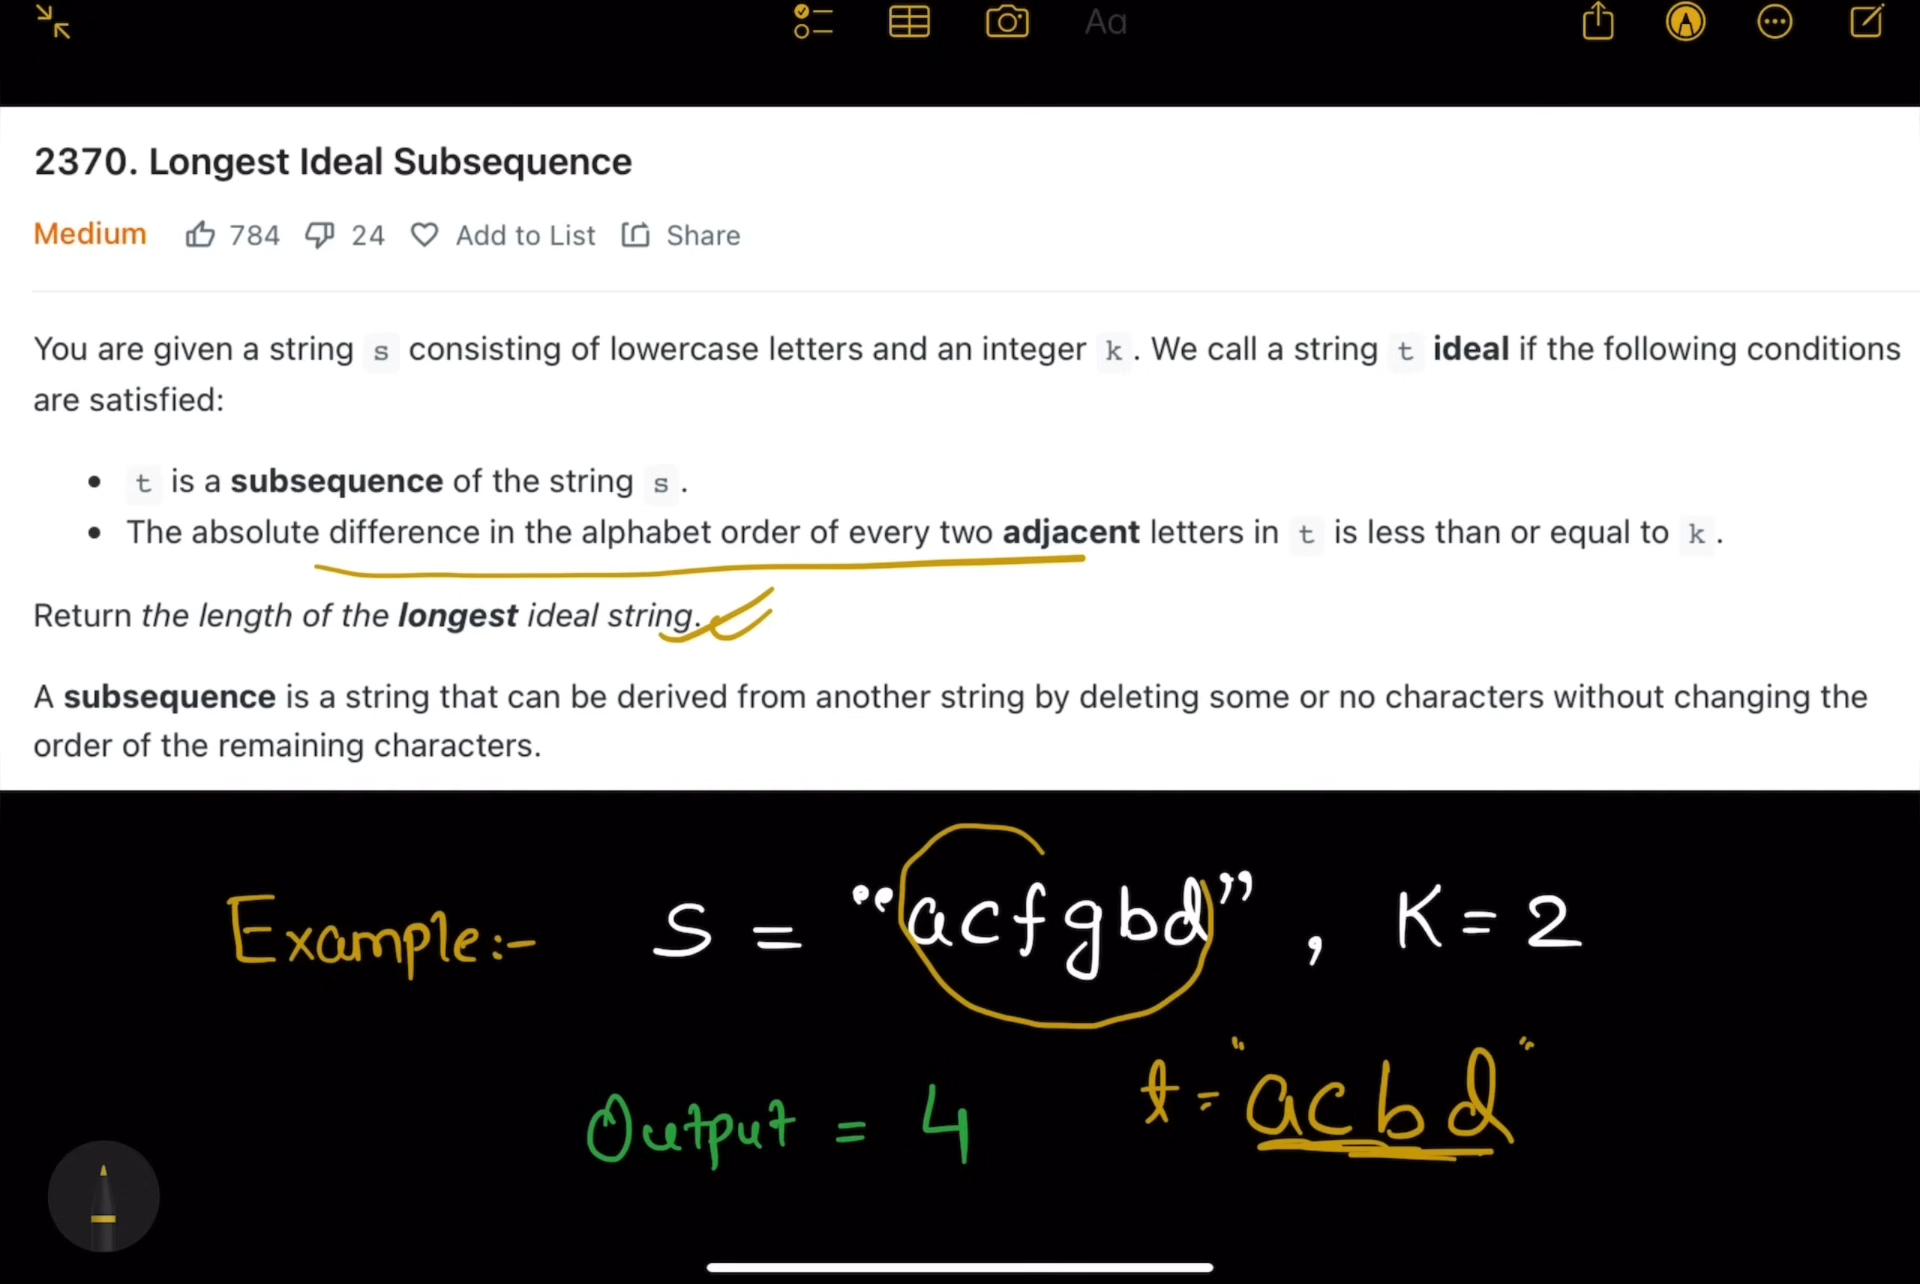 Aa
2370. Longest Ideal Subsequence
Medium 784 24 Add to List Share
You are given a string s consisting of lowercase letters and an integer k. We call a string t ideal if the following conditions
are satisfied:
• t is a subsequence of the string s.
• The absolute difference in the alphabet order of every two adjacent letters in t is less than or equal to k.
Return the length of the longest ideal string.
A subsequence is a string that can be derived from another string by deleting some or no characters without changing the
order of the remaining characters.
Example:- S = "acfgbd", K=2
Output = 4 t="acbd"